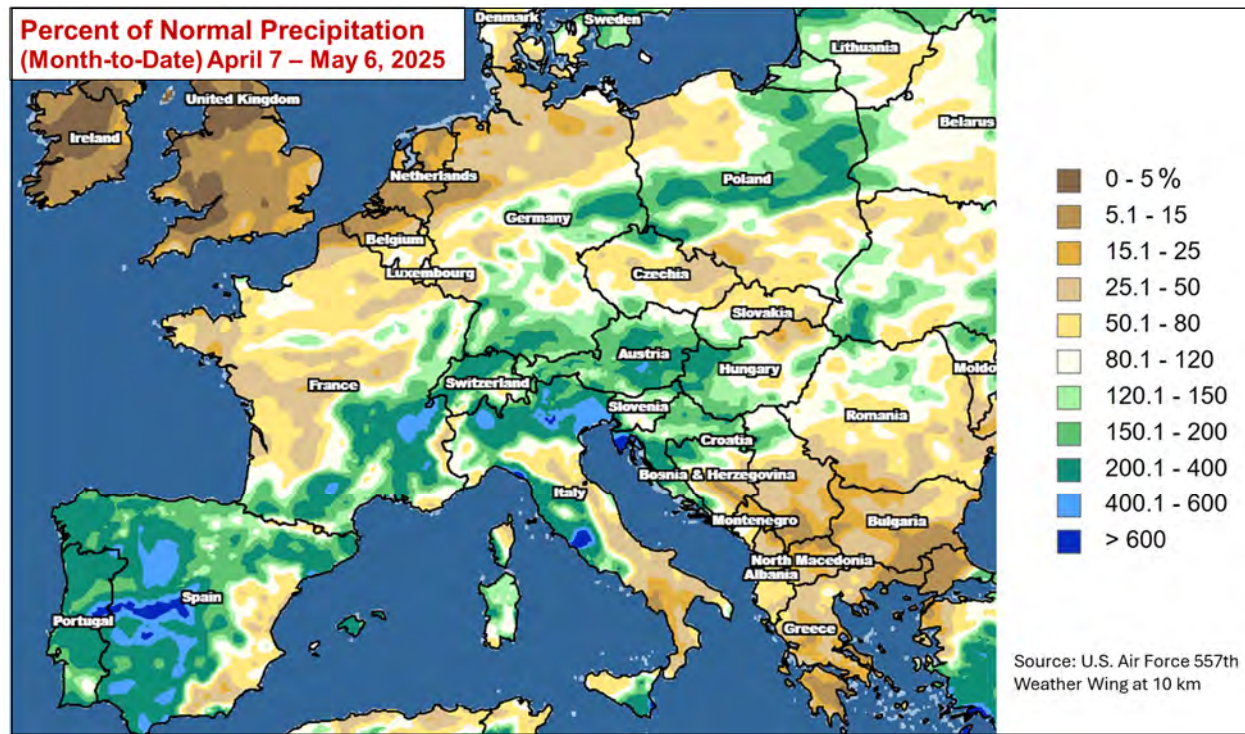 Percent of Normal Precipitation
(Month-to-Date) April 7 – May 6, 2025
Denmark
Sweden
Lithuania
United Kingdom
Ireland
Belarus
Netherlands
Poland
Germany
Belgium
Luxembourg
Czechia
Slovakia
Austria
Hungary
Moldo
France
Switzerland
Slovenia
Romania
Croatia
Bosnia & Herzegovina
Italy
Montenegro
Bulgaria
North Macedonia
Albania
Spain
Portugal
Greece
0 - 5 %
5.1 - 15
15.1 - 25
25.1 - 50
50.1 - 80
80.1 - 120
120.1 - 150
150.1 - 200
200.1 - 400
400.1 - 600
> 600
Source: U.S. Air Force 557th
Weather Wing at 10 km